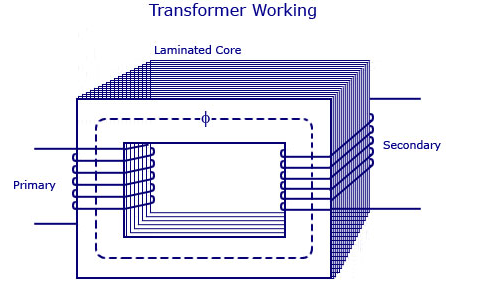 Transformer Working
Laminated Core
ϕ
Secondary
Primary